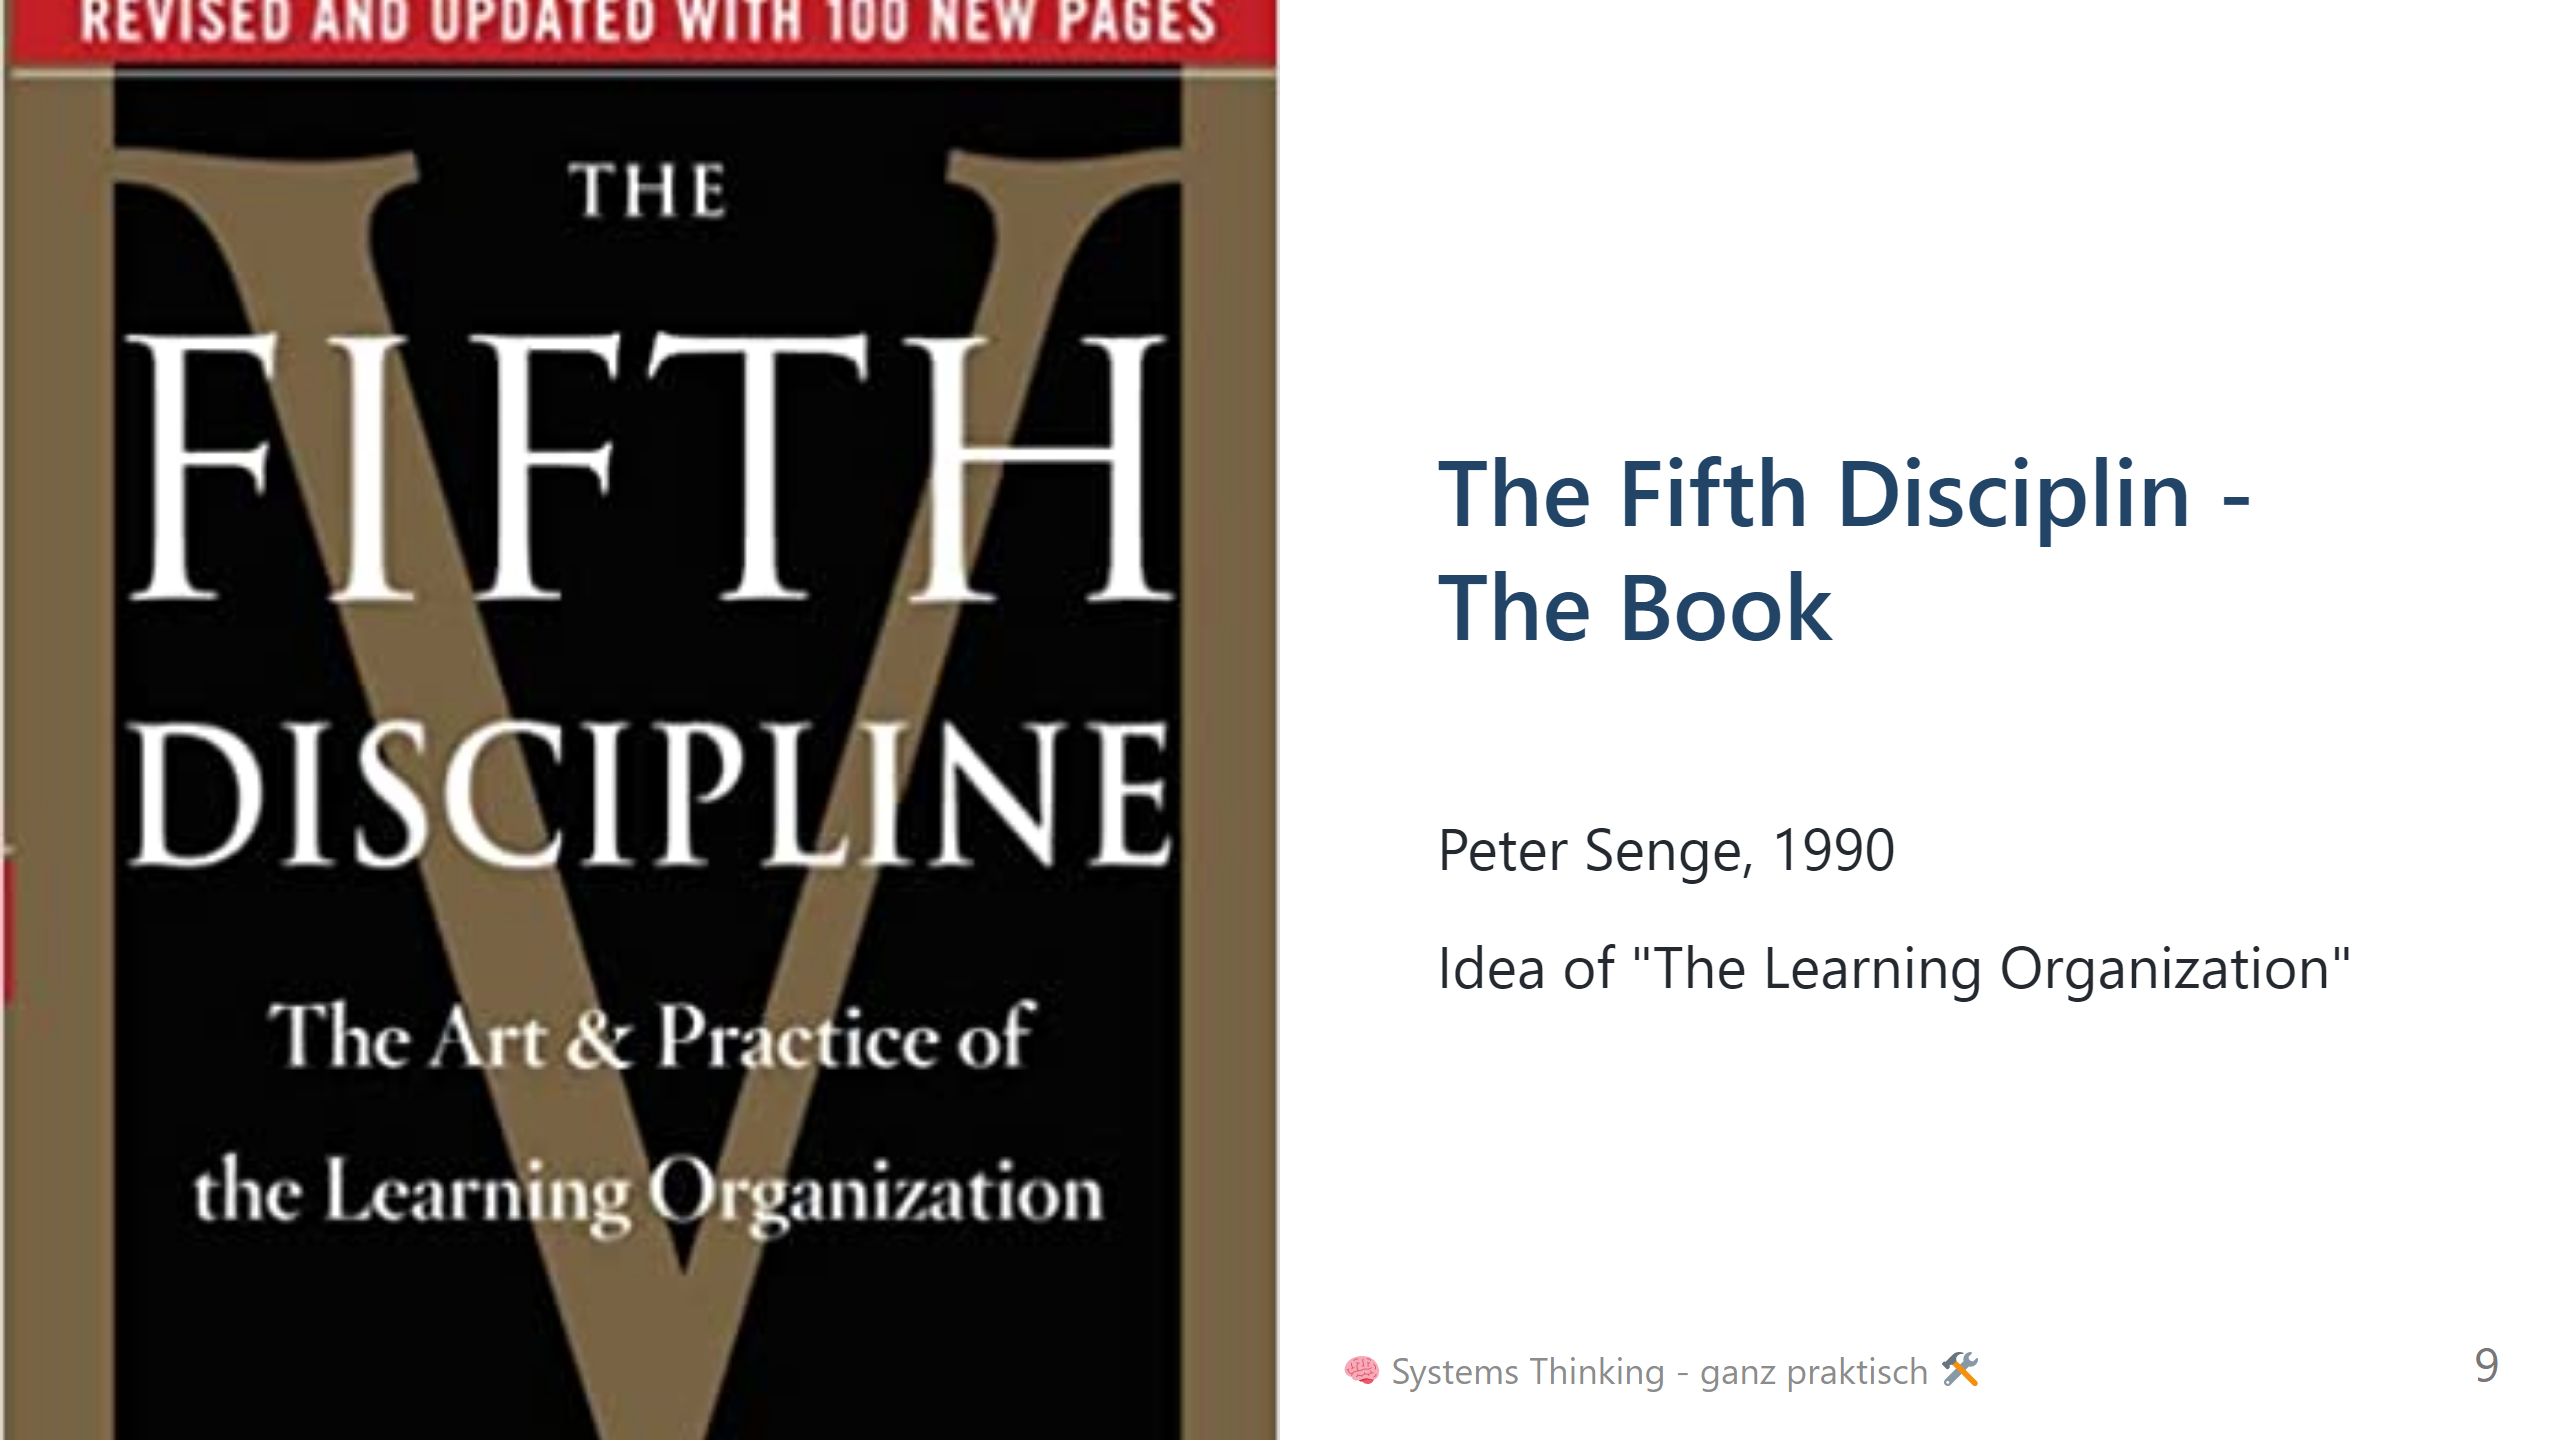 REVISED AND UPDATED WITH 100 NEW PAGES
THE
FIFTH
DISCIPLINE
The Art & Practice of
the Learning Organization
The Fifth Disciplin -
The Book
Peter Senge, 1990
Idea of "The Learning Organization"
🧠 Systems Thinking - ganz praktisch 🛠️
9